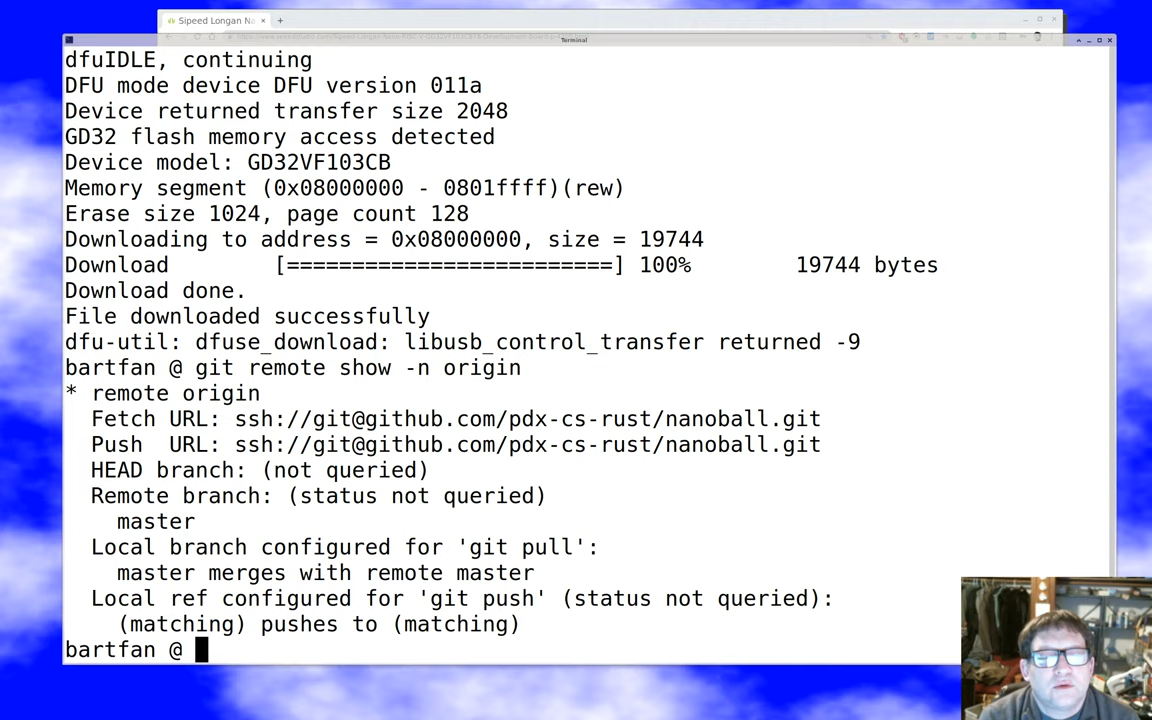 Sipeed Longan Na
Terminal
dfuIDLE, continuing
DFU mode device DFU version 011a
Device returned transfer size 2048
GD32 flash memory access detected
Device model: GD32VF103CB
Memory segment (0x08000000 - 0801ffff)(rew)
Erase size 1024, page count 128
Downloading to address = 0x08000000, size = 19744
Download [=========================] 100% 19744 bytes
Download done.
File downloaded successfully
dfu-util: dfuse_download: libusb_control_transfer returned -9
bartfan @ git remote show -n origin
* remote origin
Fetch URL: ssh://git@github.com/pdx-cs-rust/nanoball.git
Push URL: ssh://git@github.com/pdx-cs-rust/nanoball.git
HEAD branch: (not queried)
Remote branch: (status not queried)
master
Local branch configured for 'git pull':
master merges with remote master
Local ref configured for 'git push' (status not queried):
(matching) pushes to (matching)
bartfan @